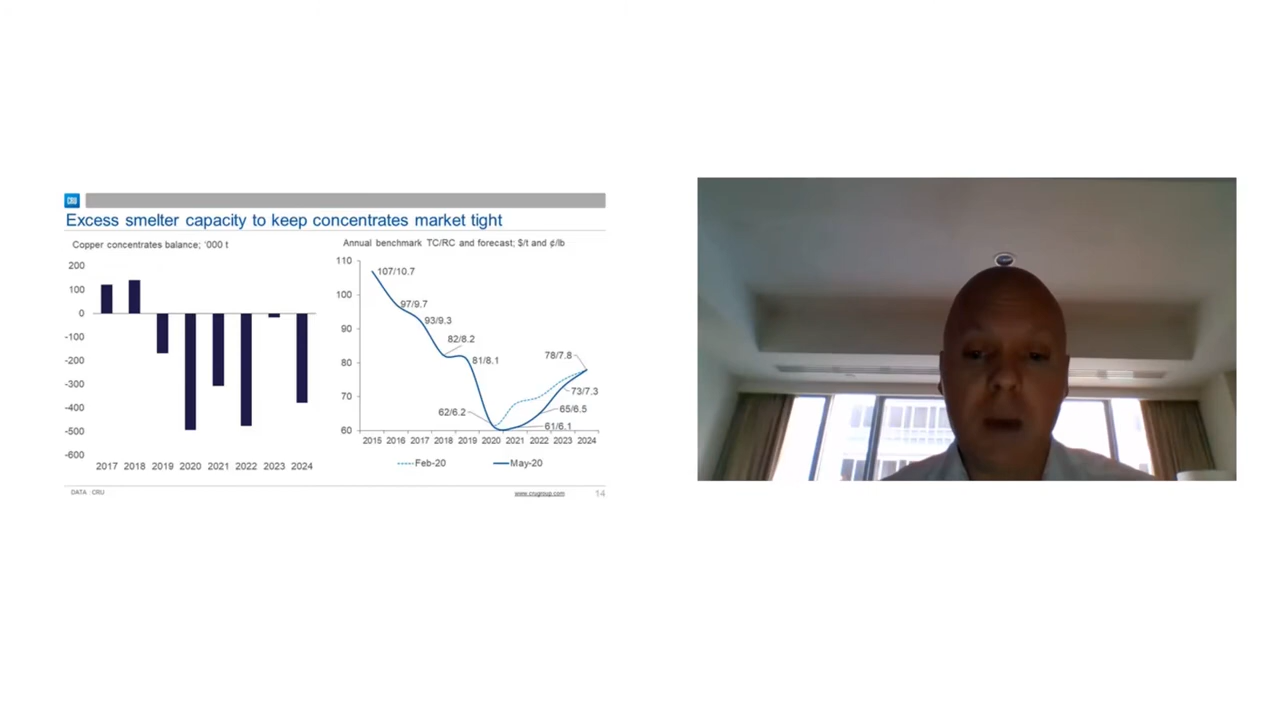 CRU
Excess smelter capacity to keep concentrates market tight
Copper concentrates balance; '000 t
200
100
0
-100
-200
-300
-400
-500
-600
2017 2018 2019 2020 2021 2022 2023 2024
Annual benchmark TC/RC and forecast; $/t and ¢/lb
110
100
90
80
70
60
107/10.7
97/9.7
93/9.3
82/8.2
81/8.1
62/6.2
78/7.8
73/7.3
65/6.5
61/6.1
2015 2016 2017 2018 2019 2020 2021 2022 2023 2024
Feb-20 May-20
DATA : CRU
www.crugroup.com
14